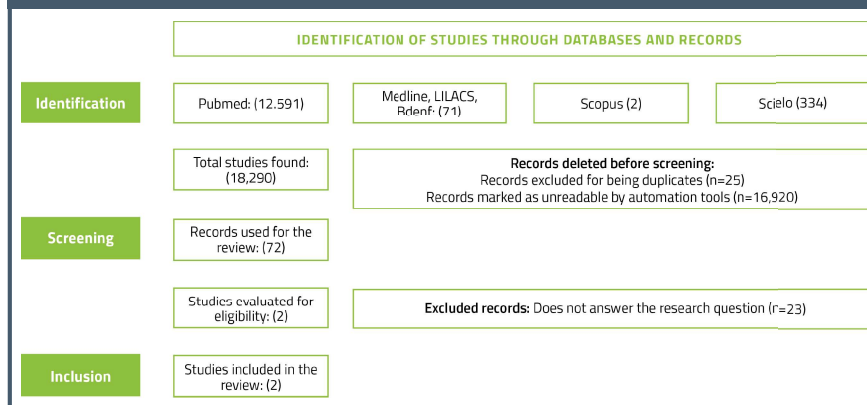 IDENTIFICATION OF STUDIES THROUGH DATABASES AND RECORDS
Identification
Pubmed: (12.591)
Medline, LILACS,
Bdenf: (71)
Scopus (2)
Scielo (334)
Total studies found:
(18,290)
Records deleted before screening:
Records excluded for being duplicates (n=25)
Records marked as unreadable by automation tools (n=16,920)
Screening
Records used for the
review: (72)
Studies evaluated for
eligibility: (2)
Excluded records: Does not answer the research question (n=23)
Inclusion
Studies included in the
review: (2)